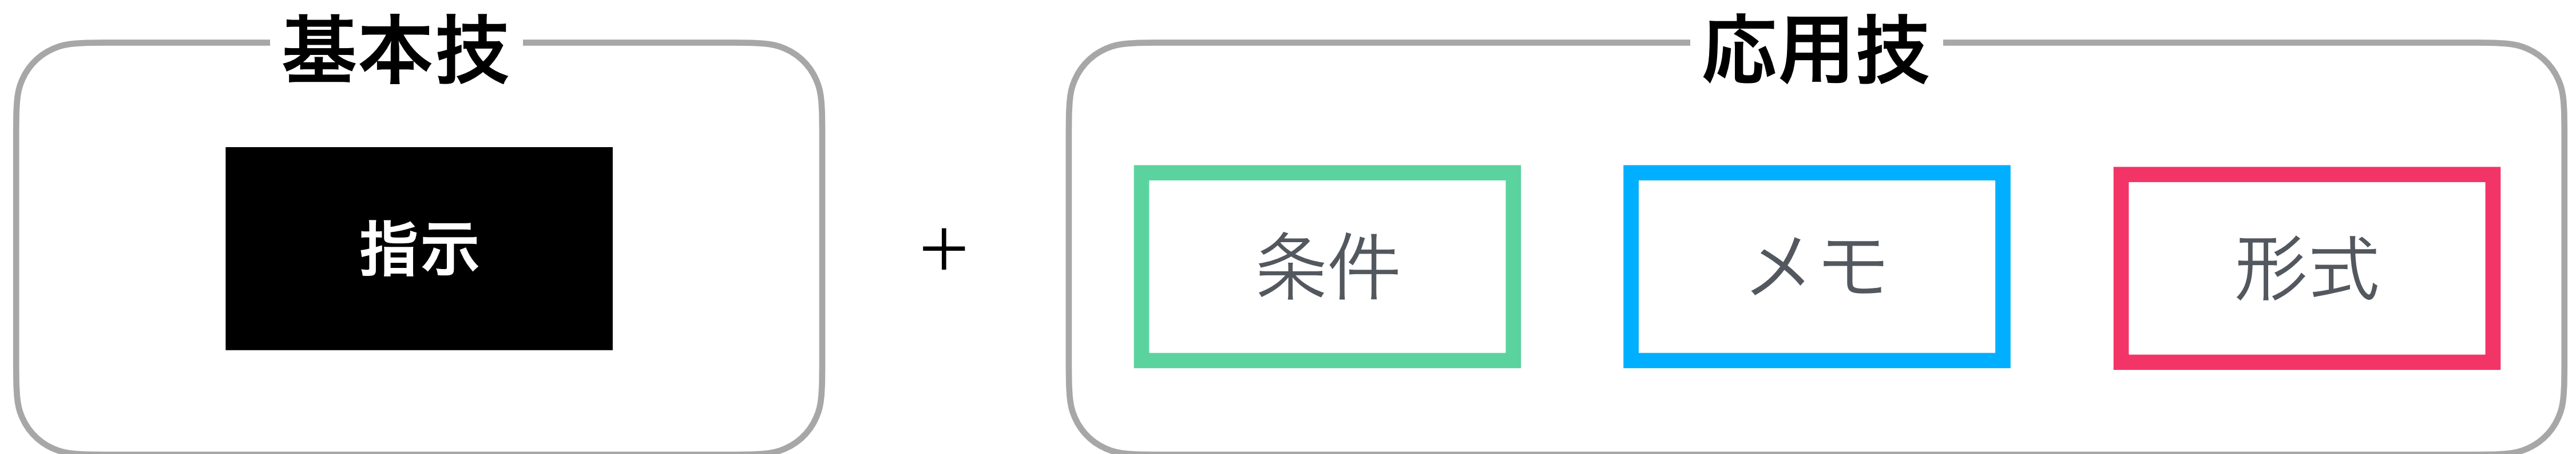 基本技
応用技
指示
+
条件
メモ
形式